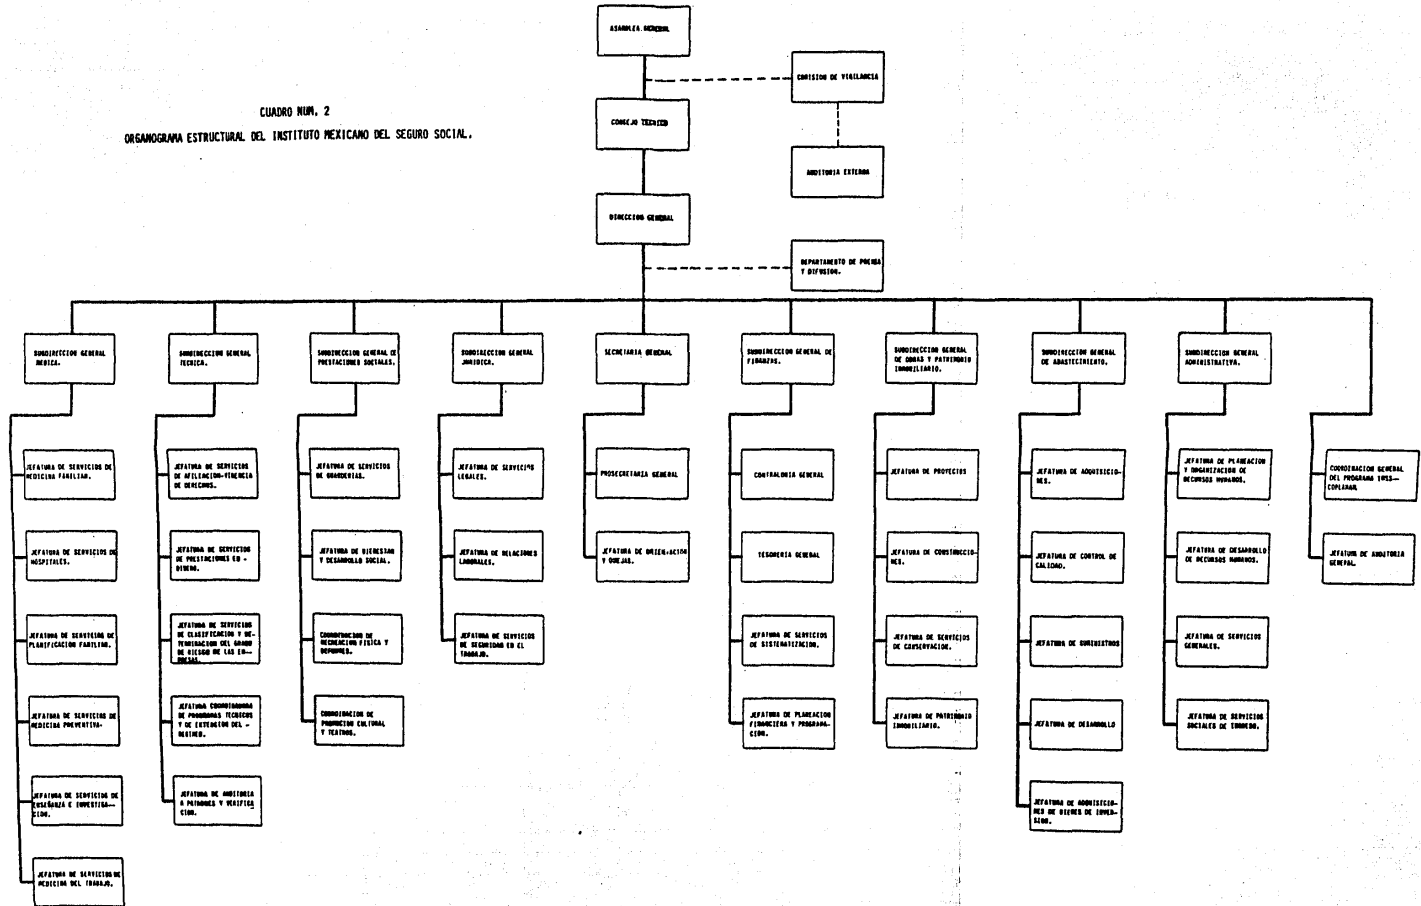 ASAMBLEA GENERAL
COMISION DE VIGILANCIA
CUADRO NUM. 2
ORGANOGRAMA ESTRUCTURAL DEL INSTITUTO MEXICANO DEL SEGURO SOCIAL.
CONSEJO TECNICO
AUDITORIA EXTERNA
DIRECCION GENERAL
DEPARTAMENTO DE PRENSA
Y DIFUSION.
SUBDIRECCION GENERAL
MEDICA.
SUBDIRECCION GENERAL
TECNICA.
SUBDIRECCION GENERAL DE
PRESTACIONES SOCIALES.
SUBDIRECCION GENERAL
JURIDICA.
SECRETARIA GENERAL
SUBDIRECCION GENERAL DE
FINANZAS.
SUBDIRECCION GENERAL
DE OBRAS Y PATRIMONIO
INMOBILIARIO.
SUBDIRECCION GENERAL
DE ABASTECIMIENTO.
SUBDIRECCION GENERAL
ADMINISTRATIVA.
JEFATURA DE SERVICIOS DE
MEDICINA FAMILIAR.
JEFATURA DE SERVICIOS
DE AFILIACION-VIGENCIA
DE DERECHOS.
JEFATURA DE SERVICIOS
DE GUARDERIAS.
JEFATURA DE SERVICIOS
LEGALES.
PROSECRETARIA GENERAL
CONTRALORIA GENERAL
JEFATURA DE PROYECTOS
JEFATURA DE ADQUISICIO-
NES.
JEFATURA DE PLANEACION
Y ORGANIZACION DE
RECURSOS HUMANOS.
COORDINACION GENERAL
DEL PROGRAMA IMSS--
COPLAMAR.
JEFATURA DE SERVICIOS DE
HOSPITALES.
JEFATURA DE SERVICIOS
DE PRESTACIONES EN -
DINERO.
JEFATURA DE BIENESTAR
Y DESARROLLO SOCIAL.
JEFATURA DE RELACIONES
LABORALES.
JEFATURA DE ORIENTACION
Y QUEJAS.
TESORERIA GENERAL
JEFATURA DE CONSTRUCCIO-
NES.
JEFATURA DE CONTROL DE
CALIDAD.
JEFATURA DE DESARROLLO
DE RECURSOS HUMANOS.
JEFATURA DE AUDITORIA
GENERAL.
JEFATURA DE SERVICIOS DE
PLANIFICACION FAMILIAR.
JEFATURA DE SERVICIOS
DE CLASIFICACION Y DE-
TERMINACION DEL GRADO
DE RIESGO DE LAS EM--
PRESAS.
COORDINACION DE
RECREACION FISICA Y
DEPORTES.
JEFATURA DE SERVICIOS
DE SEGURIDAD EN EL
TRABAJO.
JEFATURA DE SERVICIOS
DE SISTEMATIZACION.
JEFATURA DE SERVICIOS
DE CONSERVACION.
JEFATURA DE SUMINISTROS
JEFATURA DE SERVICIOS
GENERALES.
JEFATURA DE SERVICIOS DE
MEDICINA PREVENTIVA-
JEFATURA COORDINADORA
DE PROGRAMAS TECNICOS
Y DE EXTENSION DEL -
REGIMEN.
COORDINACION DE
PROMOCION CULTURAL
Y TEATROS.
JEFATURA DE PLANEACION
FINANCIERA Y PROGRAMA-
CION.
JEFATURA DE PATRIMONIO
INMOBILIARIO.
JEFATURA DE DESARROLLO
JEFATURA DE SERVICIOS
SOCIALES DE INGRESO.
JEFATURA DE SERVICIOS DE
ENSEÑANZA E INVESTIGA--
CION.
JEFATURA DE AUDITORIA
A PATRONES Y VERIFICA
CION.
JEFATURA DE ADQUISICIO-
NES DE BIENES DE INVER-
SION.
JEFATURA DE SERVICIOS DE
MEDICINA DEL TRABAJO.